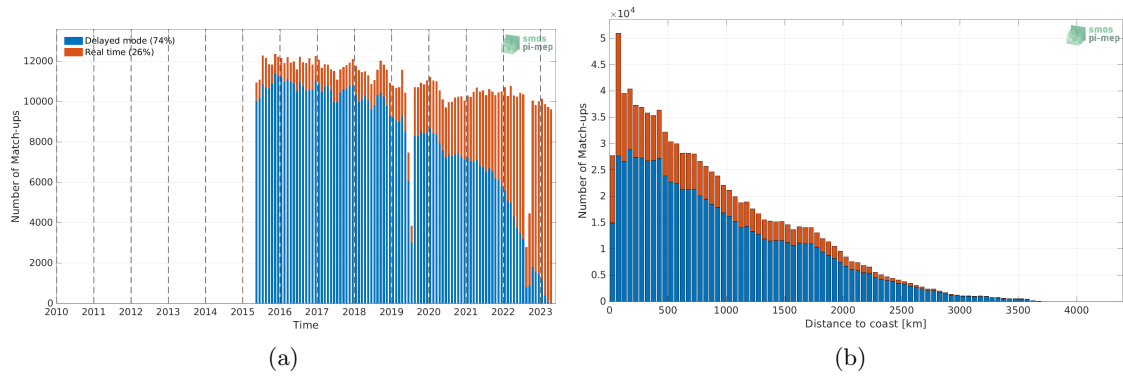 Delayed mode (74%)
Real time (26%)
smos
pi-mep
Number of Match-ups
12000
10000
8000
6000
4000
2000
0
2010 2011 2012 2013 2014 2015 2016 2017 2018 2019 2020 2021 2022 2023
Time
(a)
×10⁴
smos
pi-mep
Number of Match-ups
5
4.5
4
3.5
3
2.5
2
1.5
1
0.5
0
0 500 1000 1500 2000 2500 3000 3500 4000
Distance to coast [km]
(b)